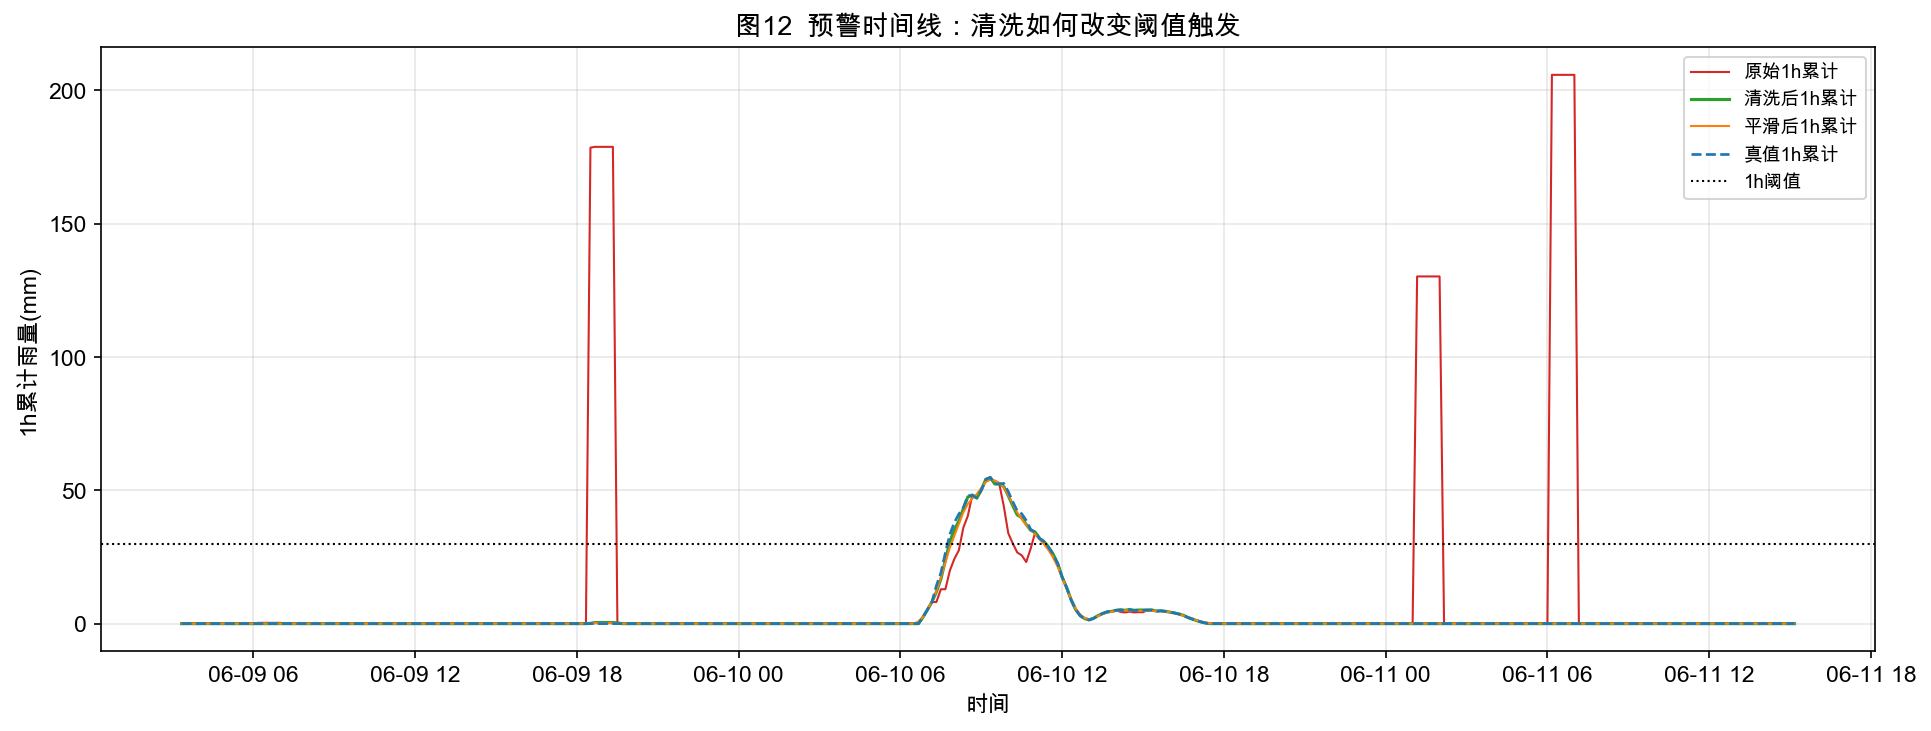 图12 预警时间线：清洗如何改变阈值触发
原始1h累计
清洗后1h累计
平滑后1h累计
真值1h累计
1h阈值
1h累计雨量(mm)
200
150
100
50
0
06-09 06
06-09 12
06-09 18
06-10 00
06-10 06
06-10 12
06-10 18
06-11 00
06-11 06
06-11 12
06-11 18
时间